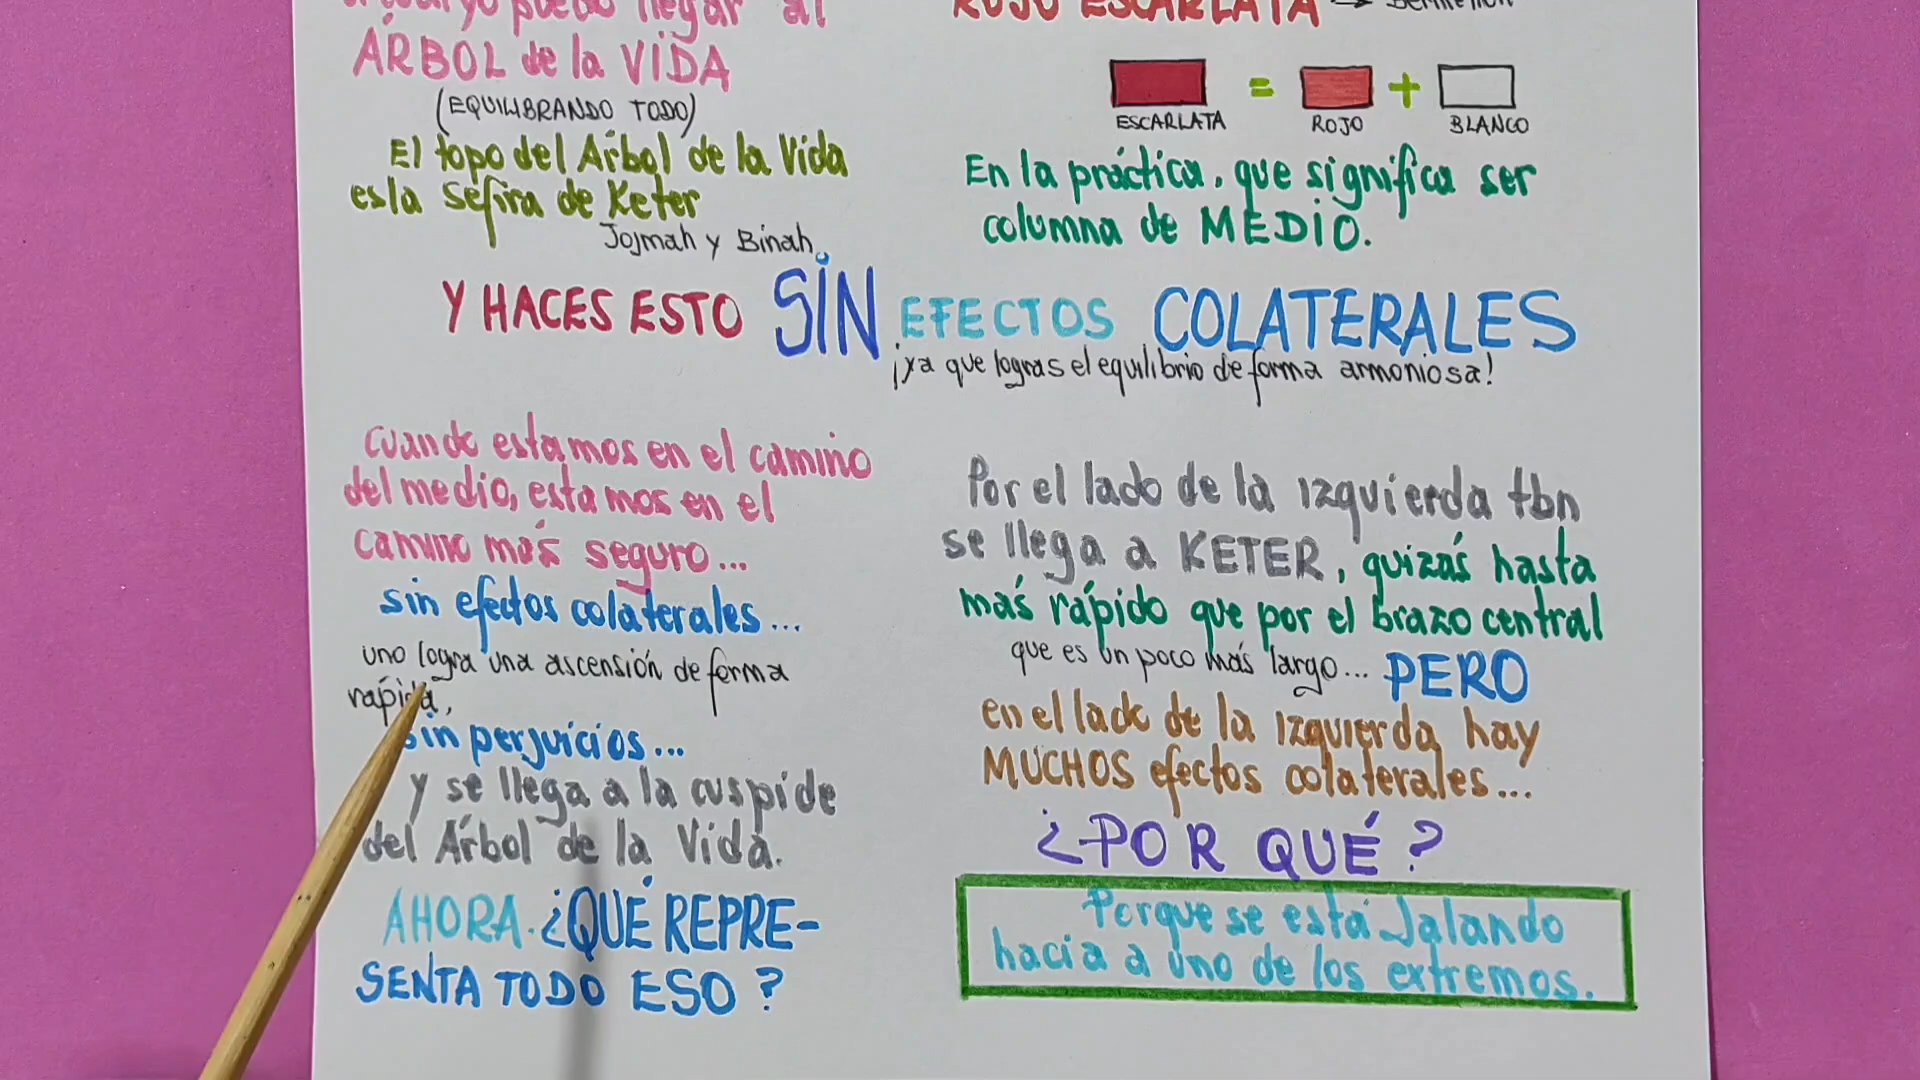 puedo llegar al
ÁRBOL de la VIDA
(EQUILIBRANDO TODO)
El topo del Árbol de la Vida
es la Sefira de Keter
Jojmah y Binah.
ROJO ESCARLATA →
= +
ESCARLATA ROJO BLANCO
En la práctica, que significa ser
columna de MEDIO.
Y HACES ESTO SIN EFECTOS COLATERALES
¡ya que logras el equilibrio de forma armoniosa!
Cuando estamos en el camino
del medio, estamos en el
camino más seguro...
sin efectos colaterales...
uno logra una ascensión de forma
rápida,
sin perjuicios...
y se llega a la cuspide
del Árbol de la Vida.
AHORA. ¿QUÉ REPRE-
SENTA TODO ESO?
Por el lado de la izquierda tbn
se llega a KETER, quizás hasta
más rápido que por el brazo central
que es un poco más largo... PERO
en el lado de la izquierda hay
MUCHOS efectos colaterales...
¿POR QUÉ?
Porque se está Jalando
hacia a uno de los extremos.